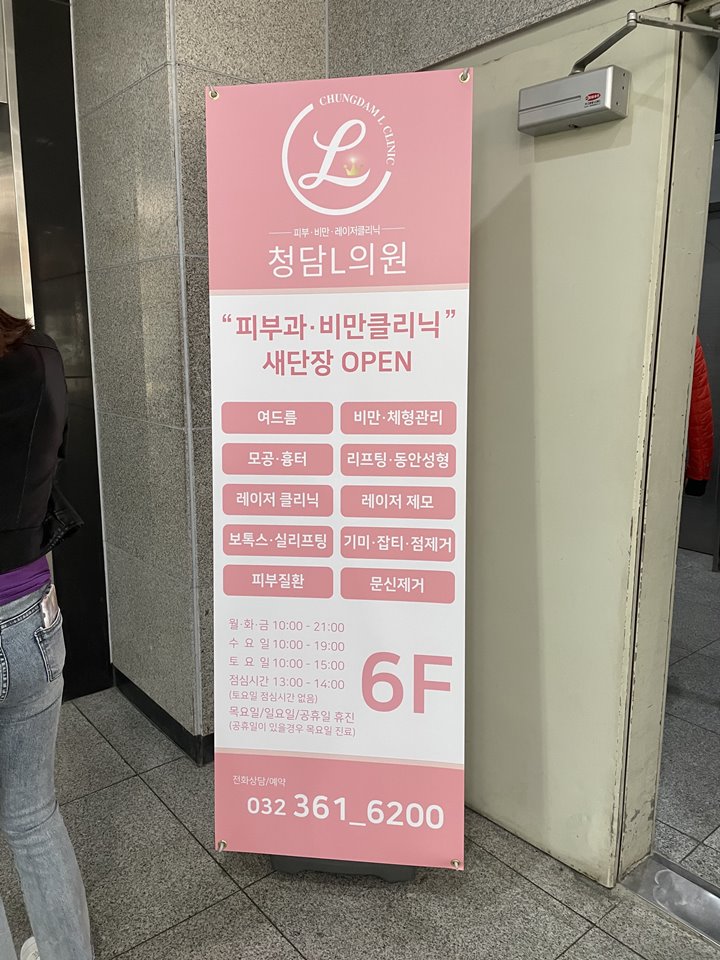 CHUNGDAM L CLINIC
L
피부·비만·레이저클리닉
청담L의원
“피부과·비만클리닉”
새단장 OPEN
여드름 비만·체형관리
모공·흉터 리프팅·동안성형
레이저 클리닉 레이저 제모
보톡스·실리프팅 기미·잡티·점제거
피부질환 문신제거
월·화·금 10:00 - 21:00
수 요 일 10:00 - 19:00
토 요 일 10:00 - 15:00
점심시간 13:00 - 14:00
(토요일 점심시간 없음)
목요일/일요일/공휴일 휴진
(공휴일이 있을경우 목요일 진료)
6F
전화상담/예약
032 361_6200